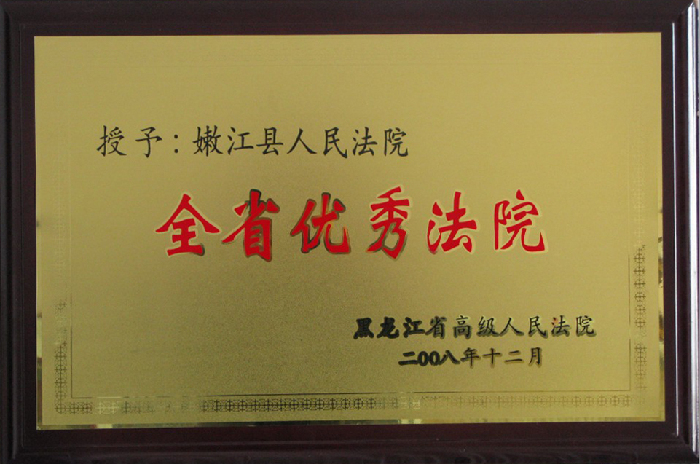 授予：嫩江县人民法院
全省优秀法院
黑龙江省高级人民法院
二00八年十二月